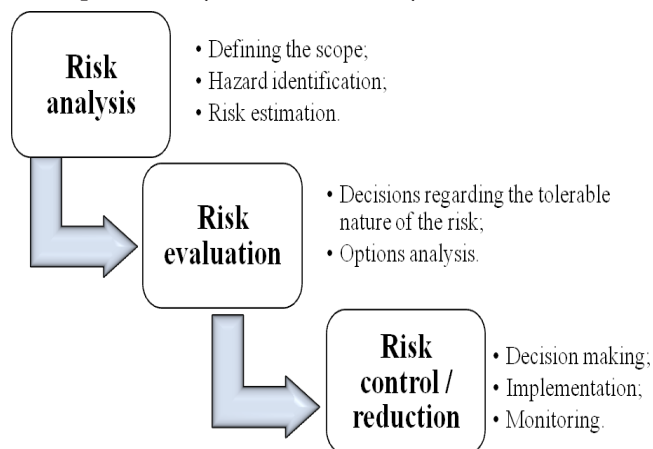 Risk
analysis
• Defining the scope;
• Hazard identification;
• Risk estimation.
Risk
evaluation
• Decisions regarding the tolerable
nature of the risk;
• Options analysis.
Risk
control /
reduction
• Decision making;
• Implementation;
• Monitoring.